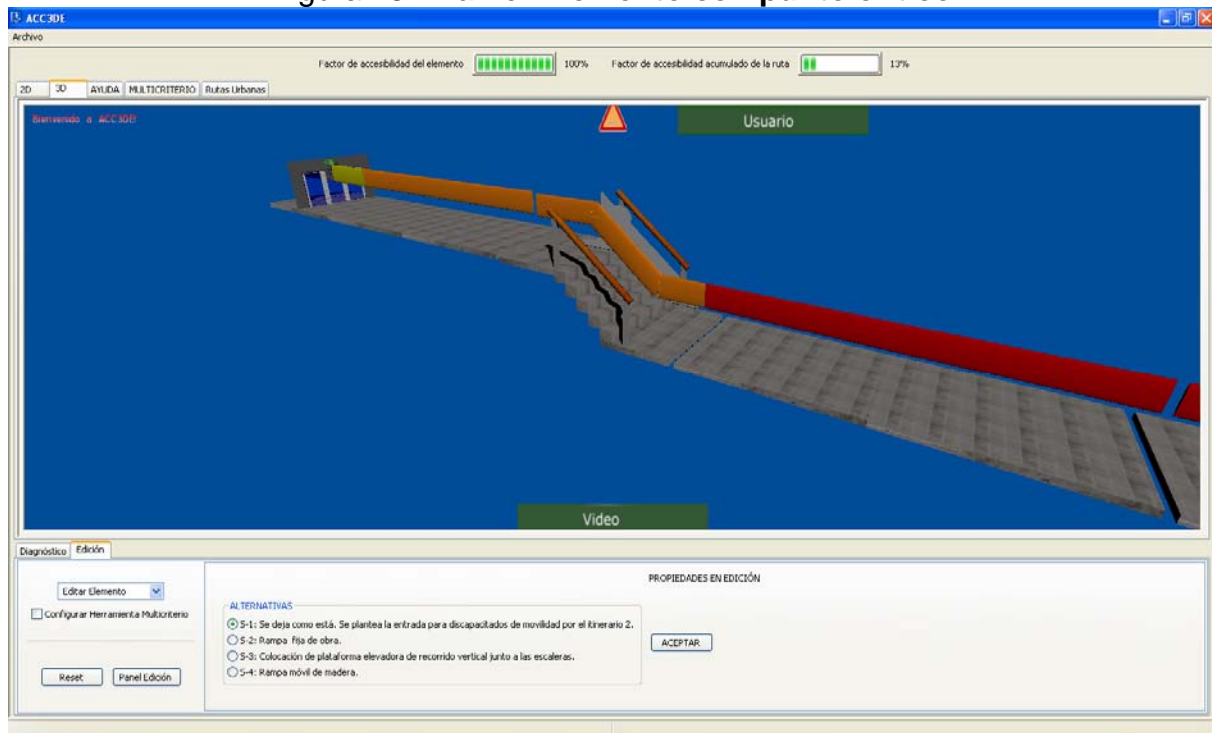 ACC3DE
Archivo
Factor de accesibilidad del elemento 100% Factor de accesibilidad acumulado de la ruta 13%
2D 3D AYUDA MULTICRITERIO Rutas Urbanas
Bienvenido a ACC3DE!
Usuario
Video
Diagnóstico Edición
PROPIEDADES EN EDICIÓN
Editar Elemento
Configurar Herramienta Multicriterio
ALTERNATIVAS
S-1: Se deja como está. Se plantea la entrada para discapacitados de movilidad por el itinerario 2.
S-2: Rampa fija de obra.
S-3: Colocación de plataforma elevadora de recorrido vertical junto a las escaleras.
S-4: Rampa móvil de madera.
ACEPTAR
Reset Panel Edición